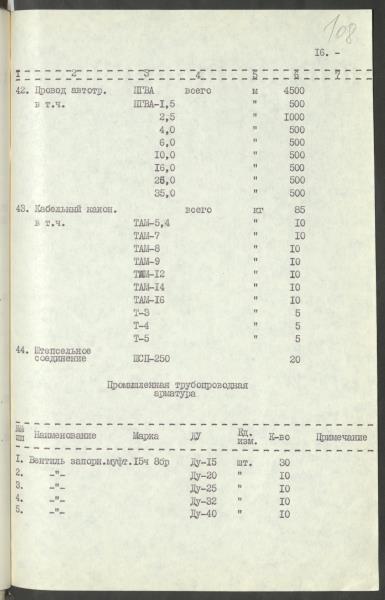 108
16. -
1 2 3 4 5 6 7
42. Провод автотр. ПГВА всего м 4500
в т.ч. ПГВА-1,5 " 500
2,5 " 1000
4,0 " 500
6,0 " 500
10,0 " 500
16,0 " 500
25,0 " 500
35,0 " 500
43. Кабельный након. всего кг 85
в т.ч. ТАМ-5,4 " 10
ТАМ-7 " 10
ТАМ-8 " 10
ТАМ-9 " 10
ТАМ-12 " 10
ТАМ-14 " 10
ТАМ-16 " 10
Т-3 " 5
Т-4 " 5
Т-5 " 5
44. Штепсельное
соединение ШСП-250 20
Промышленная трубопроводная
арматура
№№ пп Наименование Марка ДУ Ед. изм. К-во Примечание
1. Вентиль запорн.муфт. 15ч 8бр Ду-15 шт. 30
2. -"- Ду-20 " 10
3. -"- Ду-25 " 10
4. -"- Ду-32 " 10
5. -"- Ду-40 " 10